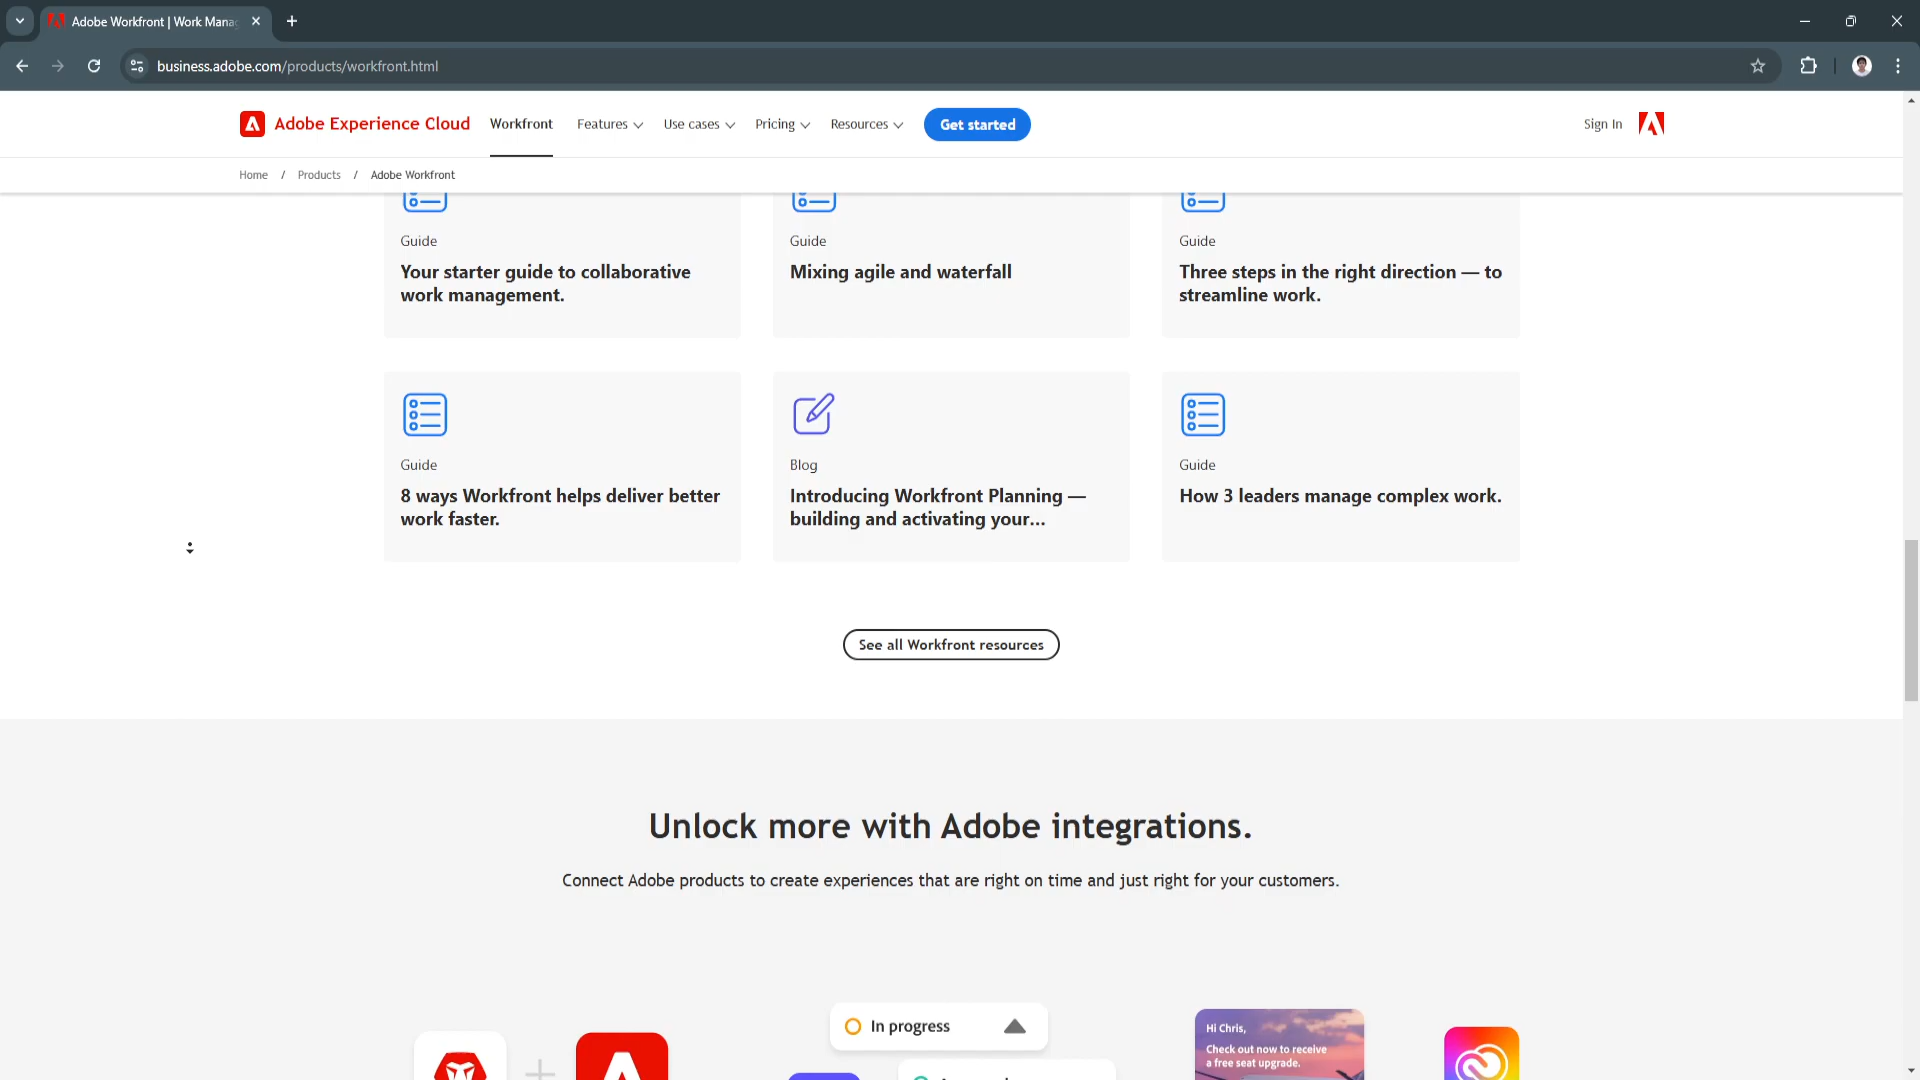 Adobe Workfront | Work Mana
business.adobe.com/products/workfront.html
Adobe Experience Cloud
Workfront
Features
Use cases
Pricing
Resources
Get started
Sign In
Home / Products / Adobe Workfront
Guide
Your starter guide to collaborative
work management.
Guide
Mixing agile and waterfall
Guide
Three steps in the right direction — to
streamline work.
Guide
8 ways Workfront helps deliver better
work faster.
Blog
Introducing Workfront Planning —
building and activating your...
Guide
How 3 leaders manage complex work.
See all Workfront resources
Unlock more with Adobe integrations.
Connect Adobe products to create experiences that are right on time and just right for your customers.
In progress
Hi Chris,
Check out now to receive
a free seat upgrade.